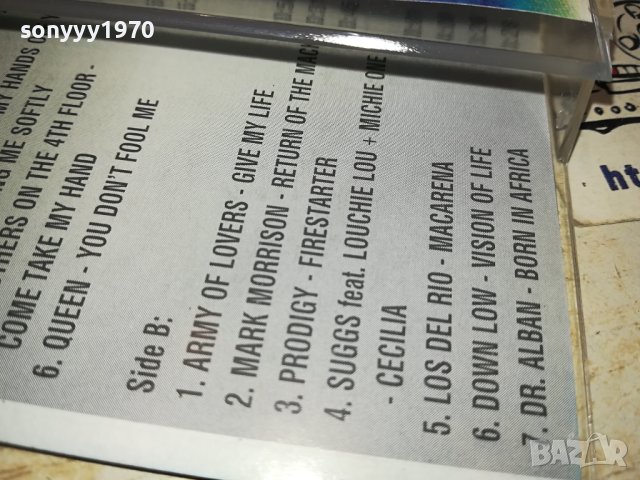 sonyyy1970
MY HANDS
ME SOFTLY
ON THE 4TH FLOOR -
COME TAKE MY HAND
6. QUEEN - YOU DON'T FOOL ME
Side B:
1. ARMY OF LOVERS - GIVE MY LIFE
2. MARK MORRISON - RETURN OF THE MACK
3. PRODIGY - FIRESTARTER
4. SUGGS feat. LOUCHIE LOU + MICHIE ONE
- CECILIA
5. LOS DEL RIO - MACARENA
6. DOWN LOW - VISION OF LIFE
7. DR. ALBAN - BORN IN AFRICA
BAZAR